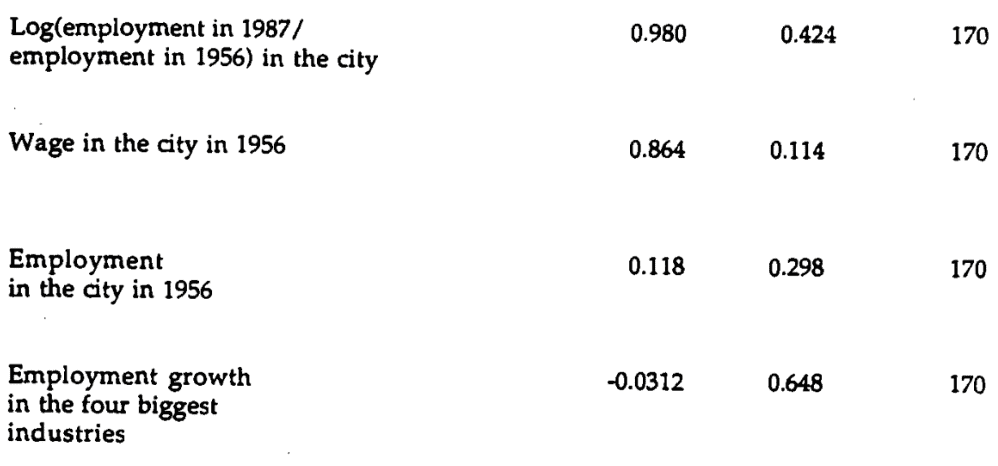 Log(employment in 1987/
employment in 1956) in the city 0.980 0.424 170
Wage in the city in 1956 0.864 0.114 170
Employment
in the city in 1956 0.118 0.298 170
Employment growth -0.0312 0.648 170
in the four biggest
industries